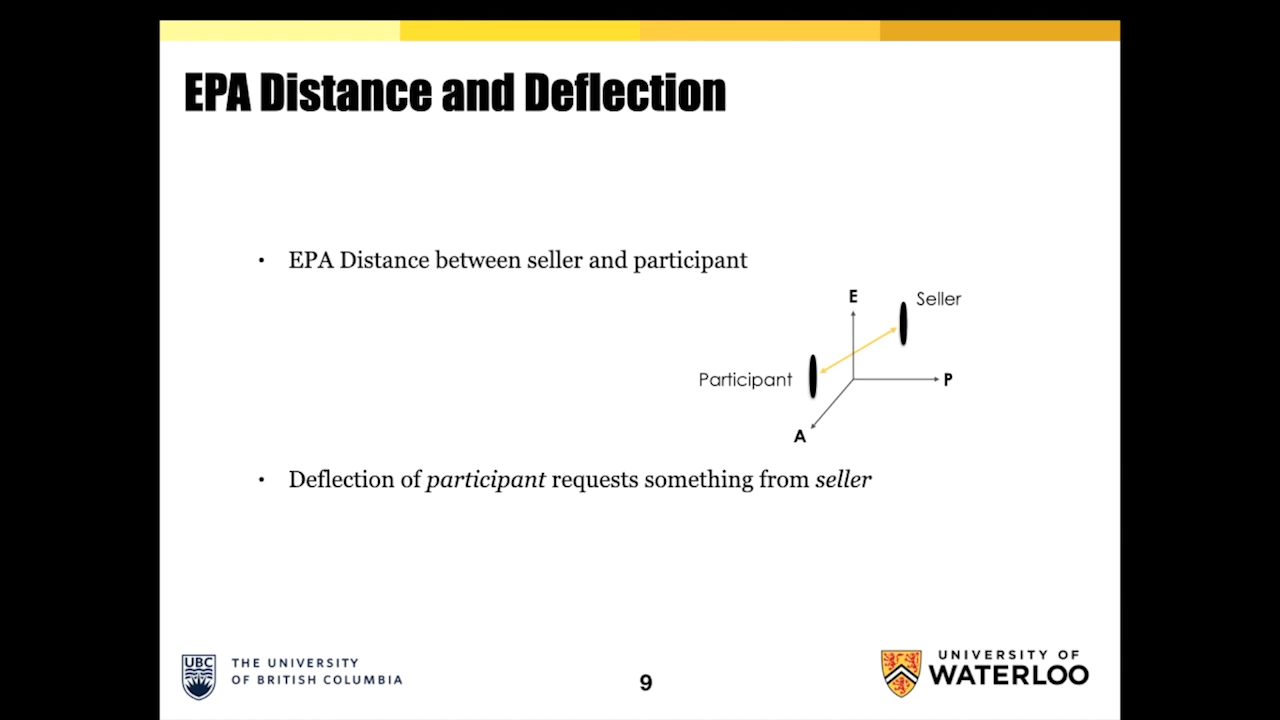 EPA Distance and Deflection
• EPA Distance between seller and participant
E
Seller
Participant
P
A
• Deflection of participant requests something from seller
UBC
THE UNIVERSITY
OF BRITISH COLUMBIA
9
UNIVERSITY OF
WATERLOO